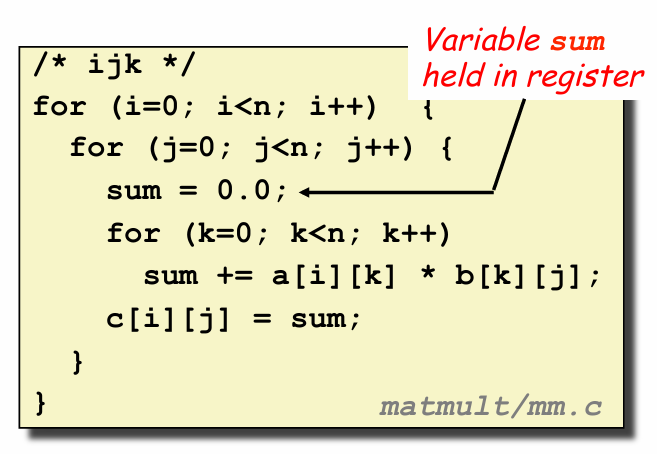 Variable sum
held in register
/* ijk */
for (i=0; i<n; i++)  {
  for (j=0; j<n; j++) {
    sum = 0.0;
    for (k=0; k<n; k++)
      sum += a[i][k] * b[k][j];
    c[i][j] = sum;
  }
}
matmult/mm.c